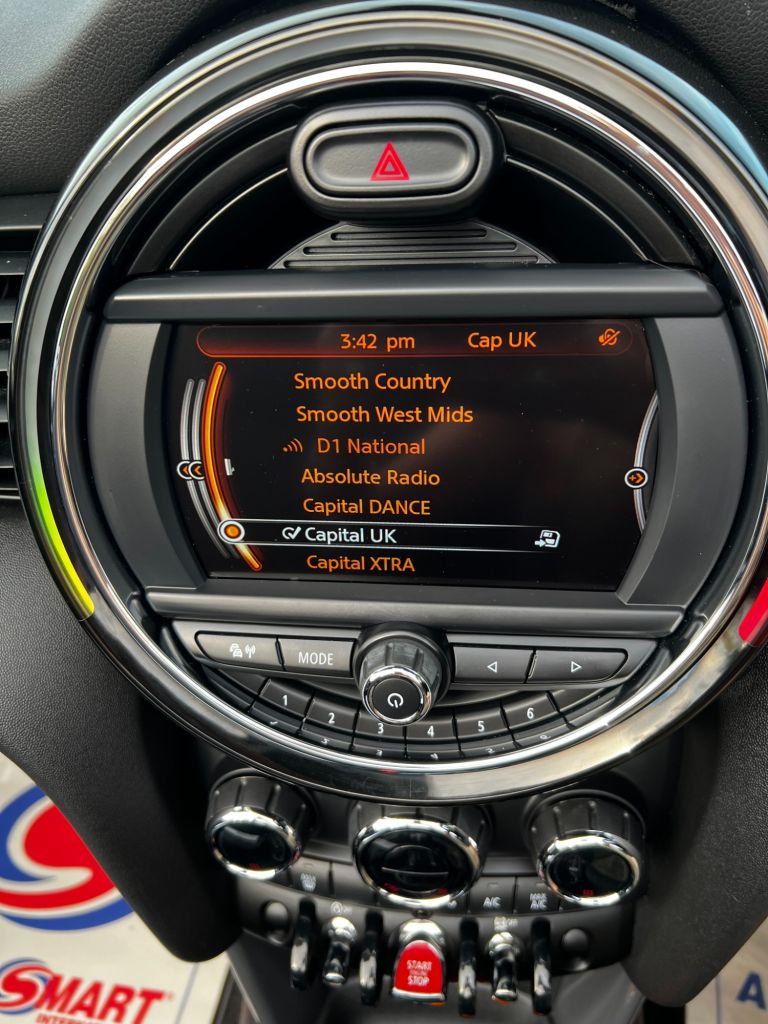 3:42 pm Cap UK
Smooth Country
Smooth West Mids
D1 National
Absolute Radio
Capital DANCE
Capital UK
Capital XTRA
MODE
1 2 3 4 5 6
A/C MAX A/C
START STOP
SMART